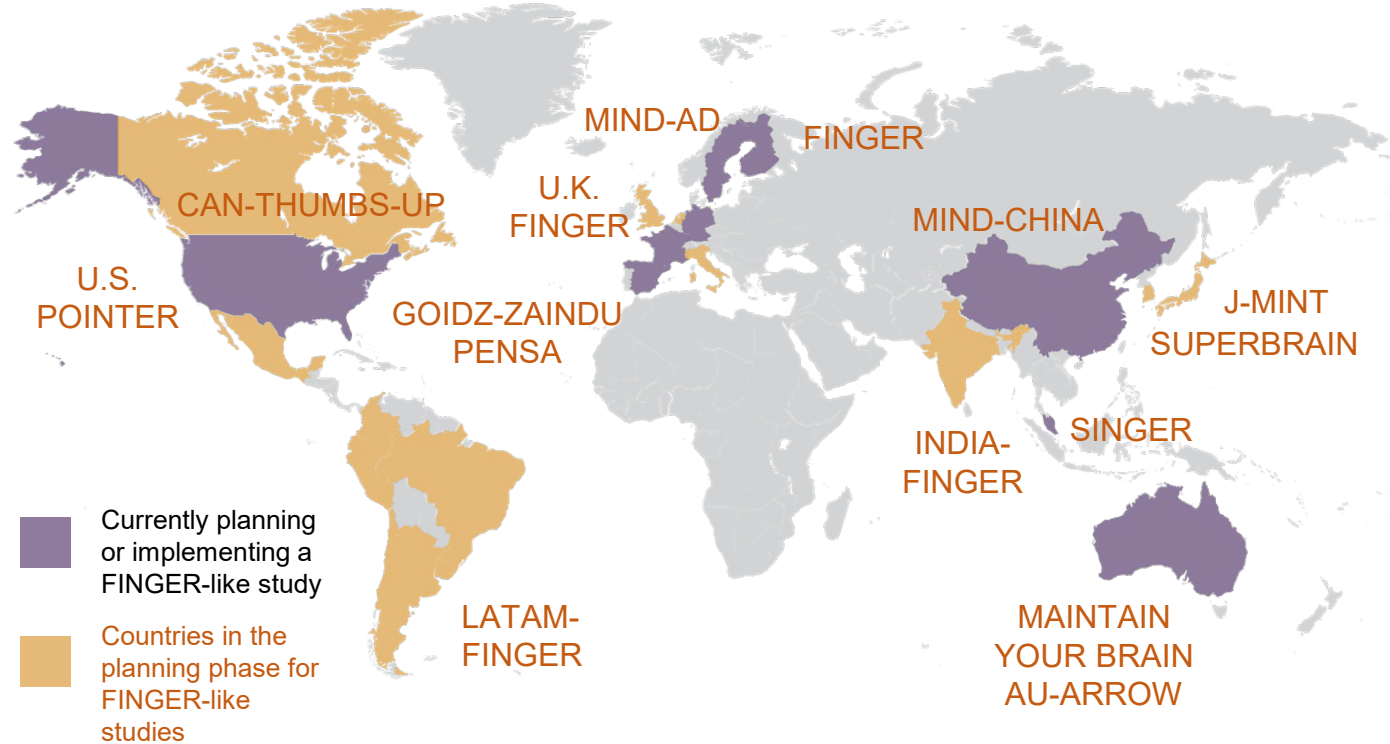 MIND-AD
FINGER
U.K.
FINGER
CAN-THUMBS-UP
MIND-CHINA
U.S.
POINTER
GOIDZ-ZAINDU
PENSA
J-MINT
SUPERBRAIN
SINGER
INDIA-
FINGER
Currently planning
or implementing a
FINGER-like study
LATAM-
FINGER
MAINTAIN
YOUR BRAIN
AU-ARROW
Countries in the
planning phase for
FINGER-like
studies